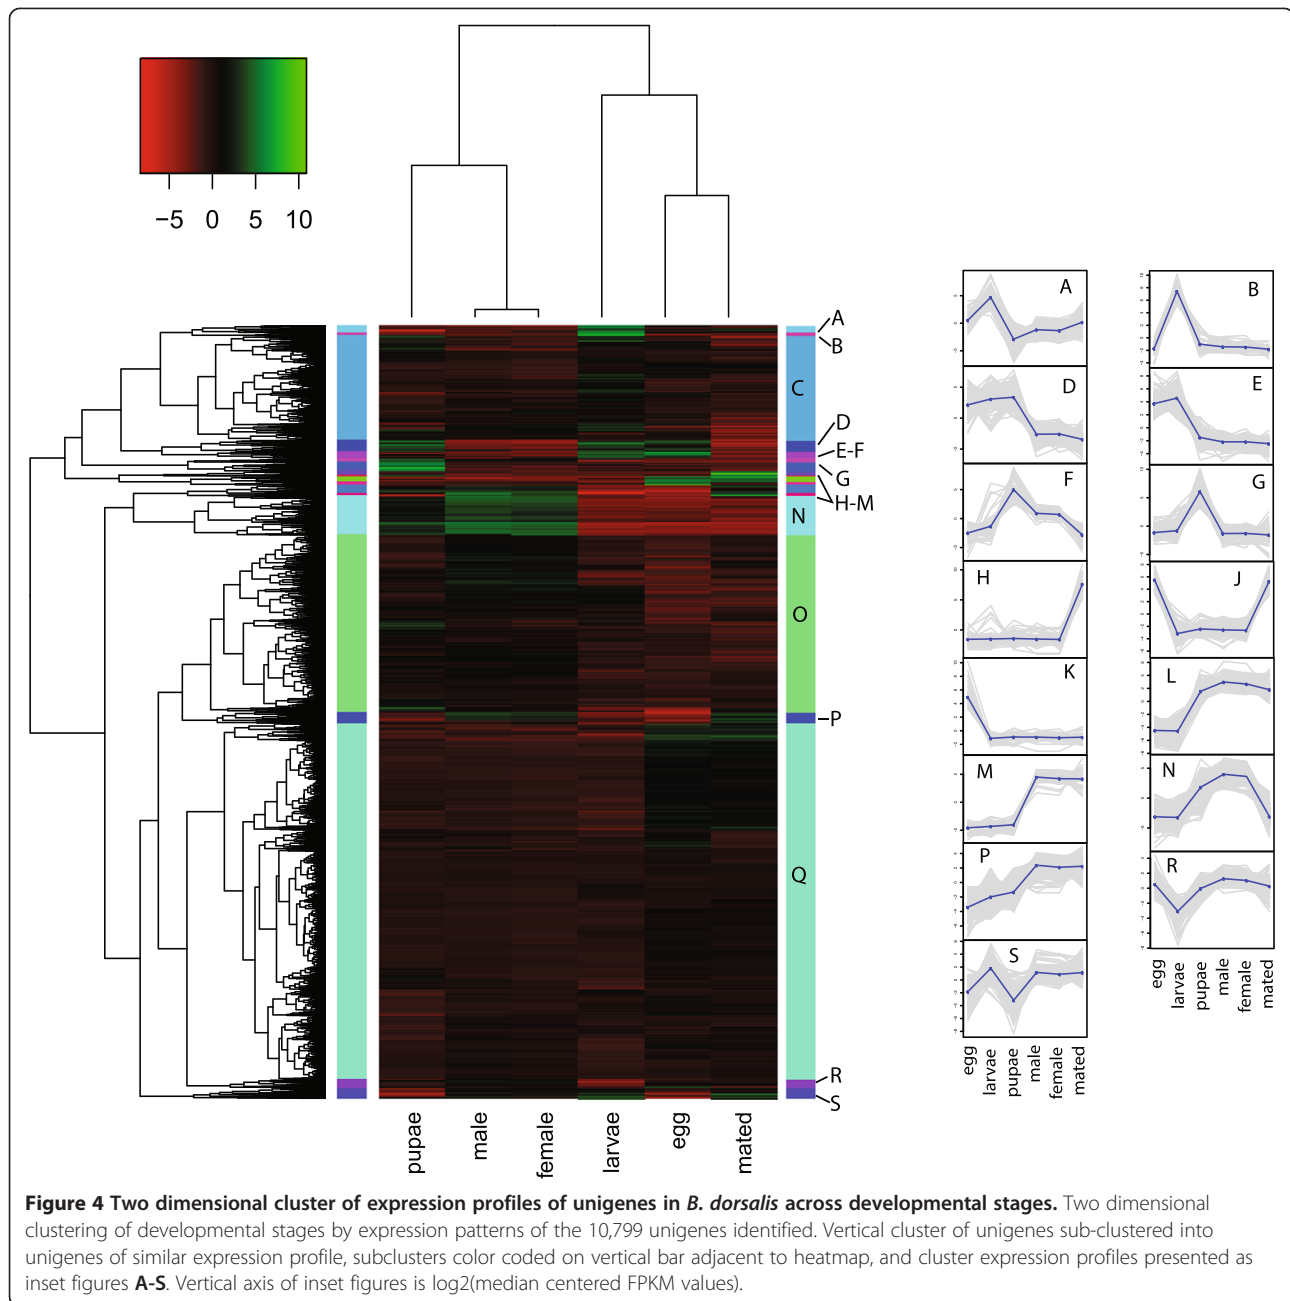 −5 0 5 10
A
B
C
D
E-F
G
H-M
N
O
P
Q
R
S
pupae
male
female
larvae
egg
mated
A
B
D
E
F
G
H
J
K
L
M
N
P
R
S
egg
larvae
pupae
male
female
mated
egg
larvae
pupae
male
female
mated
Figure 4 Two dimensional cluster of expression profiles of unigenes in B. dorsalis across developmental stages. Two dimensional
clustering of developmental stages by expression patterns of the 10,799 unigenes identified. Vertical cluster of unigenes sub-clustered into
unigenes of similar expression profile, subclusters color coded on vertical bar adjacent to heatmap, and cluster expression profiles presented as
inset figures A-S. Vertical axis of inset figures is log2(median centered FPKM values).